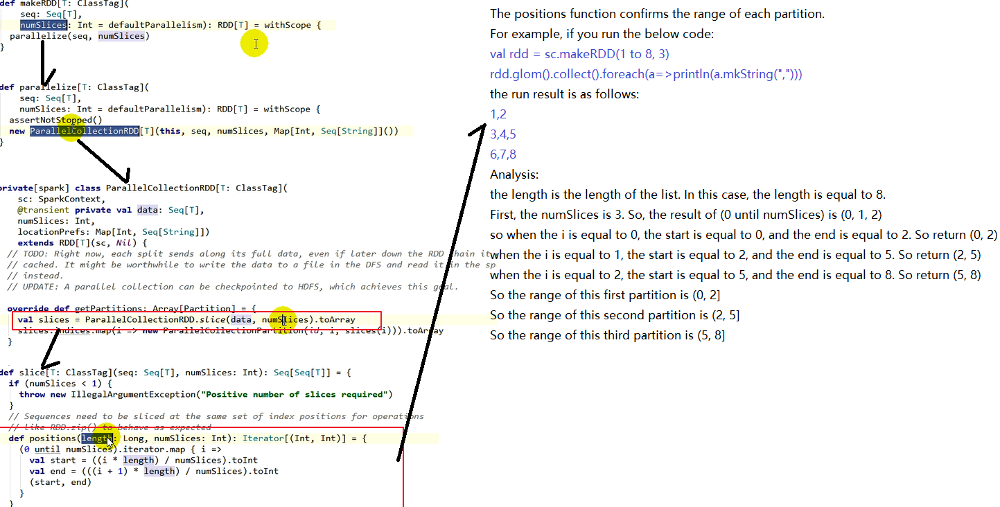 def makeRDD[T: ClassTag](
seq: Seq[T],
numSlices: Int = defaultParallelism): RDD[T] = withScope {
parallelize(seq, numSlices)
}
def parallelize[T: ClassTag](
seq: Seq[T],
numSlices: Int = defaultParallelism): RDD[T] = withScope {
assertNotStopped()
new ParallelCollectionRDD[T](this, seq, numSlices, Map[Int, Seq[String]]())
}
private[spark] class ParallelCollectionRDD[T: ClassTag](
sc: SparkContext,
@transient private val data: Seq[T],
numSlices: Int,
locationPrefs: Map[Int, Seq[String]])
extends RDD[T](sc, Nil) {
// TODO: Right now, each split sends along its full data, even if later down the RDD chain it
// cached. It might be worthwhile to write the data to a file in the DFS and read it in the sp
// instead.
// UPDATE: A parallel collection can be checkpointed to HDFS, which achieves this goal.
override def getPartitions: Array[Partition] = {
val slices = ParallelCollectionRDD.slice(data, numSlices).toArray
slices.indices.map(i => new ParallelCollectionPartition(id, i, slices(i))).toArray
}
def slice[T: ClassTag](seq: Seq[T], numSlices: Int): Seq[Seq[T]] = {
if (numSlices < 1) {
throw new IllegalArgumentException("Positive number of slices required")
}
// Sequences need to be sliced at the same set of index positions for operations
// like RDD.zip() to behave as expected
def positions(length: Long, numSlices: Int): Iterator[(Int, Int)] = {
(0 until numSlices).iterator.map { i =>
val start = ((i * length) / numSlices).toInt
val end = (((i + 1) * length) / numSlices).toInt
(start, end)
}
}
The positions function confirms the range of each partition.
For example, if you run the below code:
val rdd = sc.makeRDD(1 to 8, 3)
rdd.glom().collect().foreach(a=>println(a.mkString(",")))
the run result is as follows:
1,2
3,4,5
6,7,8
Analysis:
the length is the length of the list. In this case, the length is equal to 8.
First, the numSlices is 3. So, the result of (0 until numSlices) is (0, 1, 2)
so when the i is equal to 0, the start is equal to 0, and the end is equal to 2. So return (0, 2)
when the i is equal to 1, the start is equal to 2, and the end is equal to 5. So return (2, 5)
when the i is equal to 2, the start is equal to 5, and the end is equal to 8. So return (5, 8)
So the range of this first partition is (0, 2]
So the range of this second partition is (2, 5]
So the range of this third partition is (5, 8]